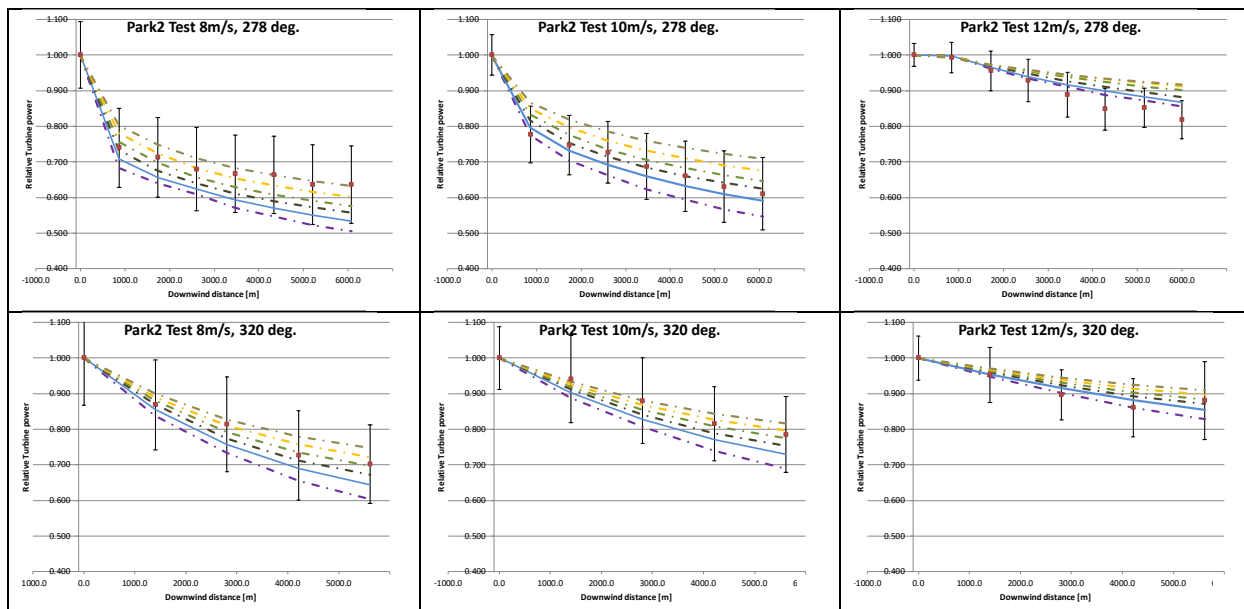 Park2 Test 8m/s, 278 deg.
1.100
1.000
0.900
0.800
0.700
0.600
0.500
0.400
Relative Turbine power
-1000.0 0.0 1000.0 2000.0 3000.0 4000.0 5000.0 6000.0
Downwind distance [m]
Park2 Test 10m/s, 278 deg.
1.100
1.000
0.900
0.800
0.700
0.600
0.500
0.400
Relative Turbine power
-1000.0 0.0 1000.0 2000.0 3000.0 4000.0 5000.0 6000.0
Downwind distance [m]
Park2 Test 12m/s, 278 deg.
1.100
1.000
0.900
0.800
0.700
0.600
0.500
0.400
Relative Turbine power
-1000.0 0.0 1000.0 2000.0 3000.0 4000.0 5000.0 6000.0
Downwind distance [m]
Park2 Test 8m/s, 320 deg.
1.100
1.000
0.900
0.800
0.700
0.600
0.500
0.400
Relative Turbine power
1000.0 0.0 1000.0 2000.0 3000.0 4000.0 5000.0
Downwind distance [m]
Park2 Test 10m/s, 320 deg.
1.100
1.000
0.900
0.800
0.700
0.600
0.500
0.400
Relative Turbine power
-1000.0 0.0 1000.0 2000.0 3000.0 4000.0 5000.0 6
Downwind distance [m]
Park2 Test 12m/s, 320 deg.
1.100
1.000
0.900
0.800
0.700
0.600
0.500
0.400
Relative Turbine power
-1000.0 0.0 1000.0 2000.0 3000.0 4000.0 5000.0
Downwind distance [m]